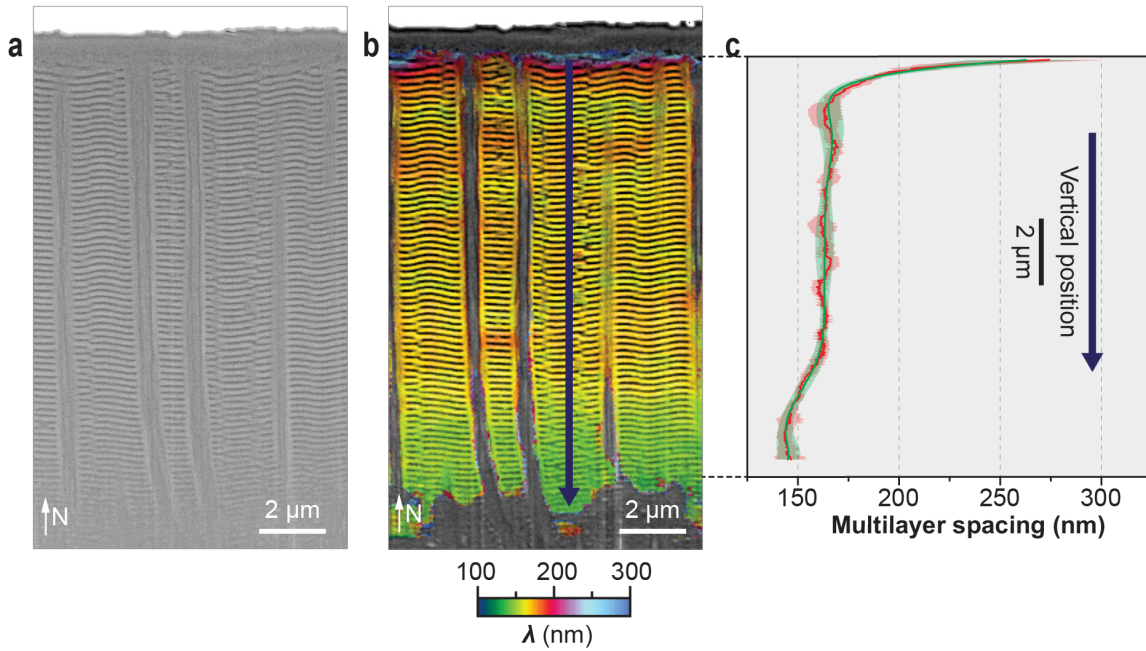 a
b
c
N
2 µm
N
2 µm
Vertical position
2 µm
150 200 250 300
Multilayer spacing (nm)
100 200 300
λ (nm)